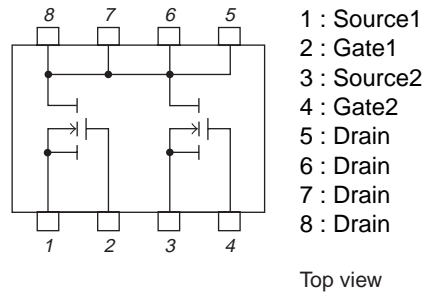 8 7 6 5
1 2 3 4
1 : Source1
2 : Gate1
3 : Source2
4 : Gate2
5 : Drain
6 : Drain
7 : Drain
8 : Drain
Top view